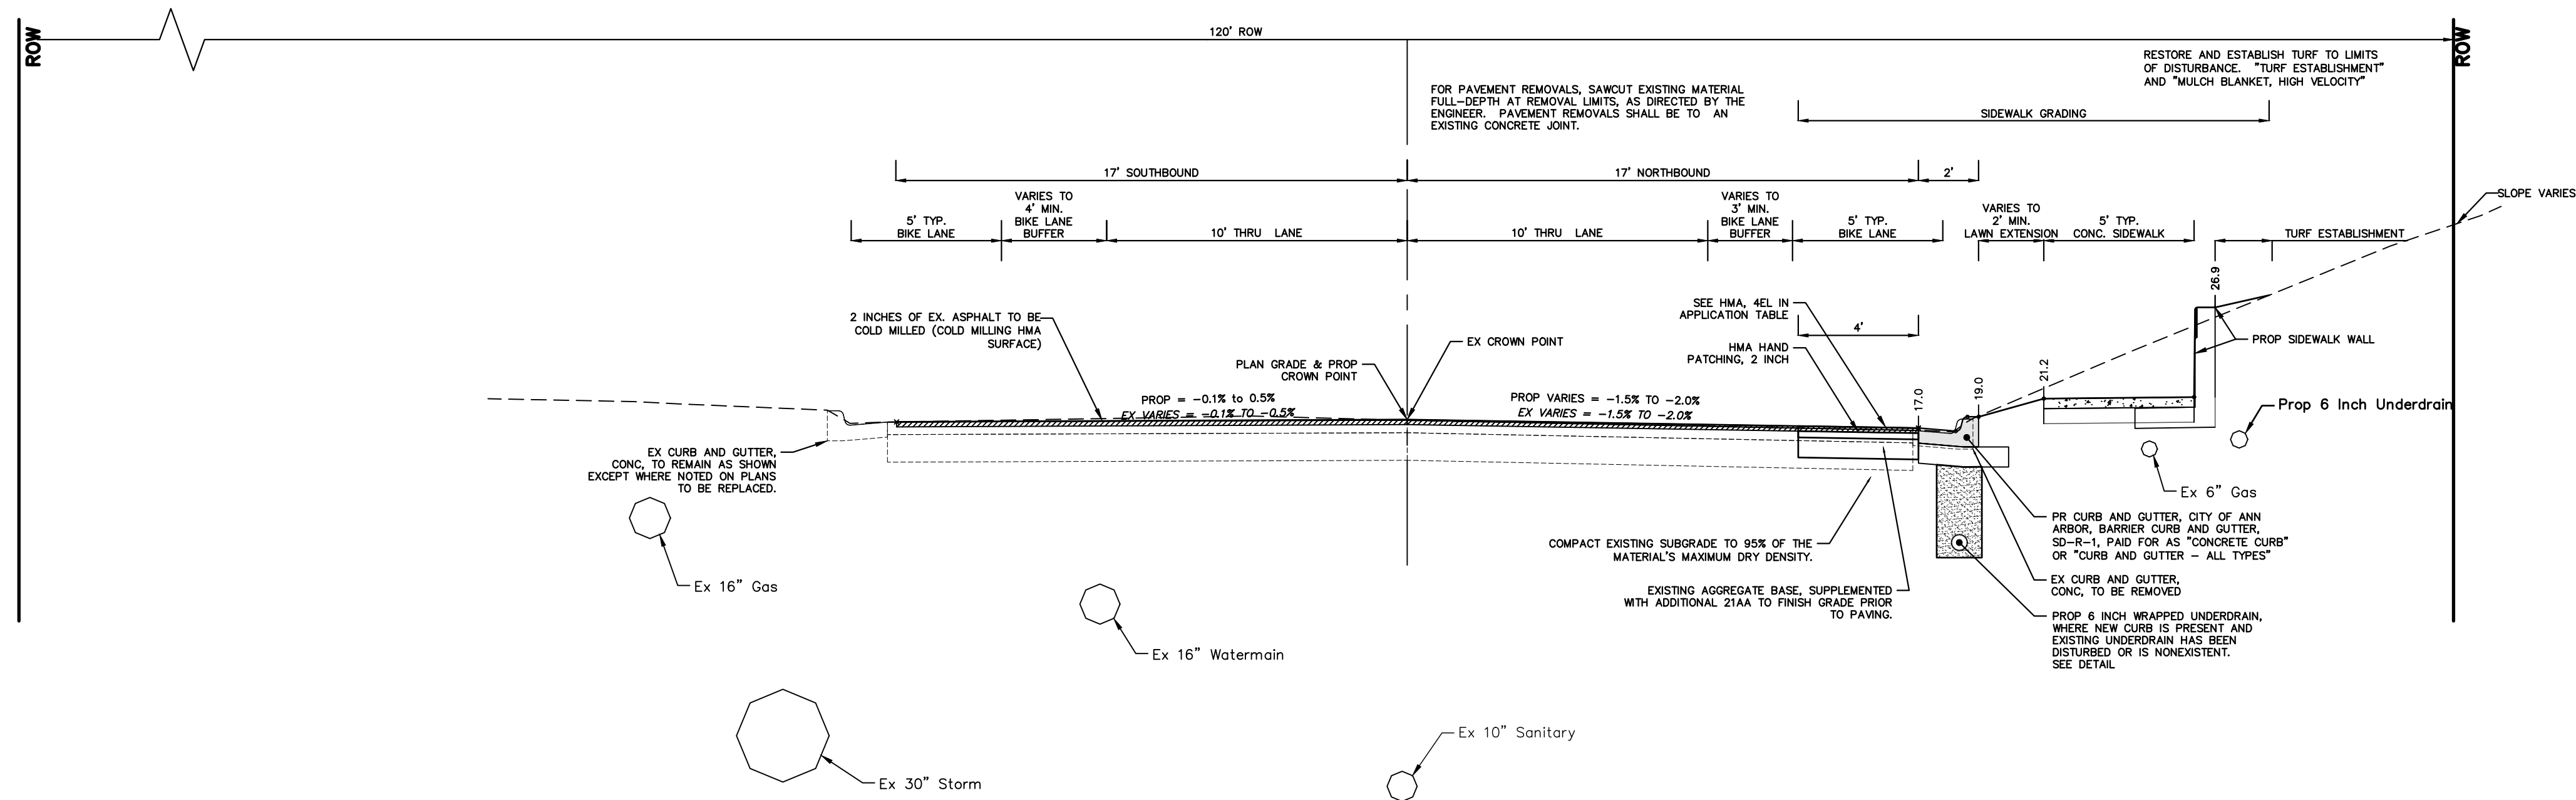 120' ROW
ROW
ROW
RESTORE AND ESTABLISH TURF TO LIMITS
OF DISTURBANCE. "TURF ESTABLISHMENT"
AND "MULCH BLANKET, HIGH VELOCITY"
FOR PAVEMENT REMOVALS, SAWCUT EXISTING MATERIAL
FULL-DEPTH AT REMOVAL LIMITS, AS DIRECTED BY THE
ENGINEER. PAVEMENT REMOVALS SHALL BE TO AN
EXISTING CONCRETE JOINT.
SIDEWALK GRADING
17' SOUTHBOUND
17' NORTHBOUND
2'
SLOPE VARIES
5' TYP.
BIKE LANE
VARIES TO
4' MIN.
BIKE LANE
BUFFER
10' THRU LANE
10' THRU LANE
VARIES TO
3' MIN.
BIKE LANE
BUFFER
5' TYP.
BIKE LANE
VARIES TO
2' MIN.
LAWN EXTENSION
5' TYP.
CONC. SIDEWALK
TURF ESTABLISHMENT
26.9
2 INCHES OF EX. ASPHALT TO BE
COLD MILLED (COLD MILLING HMA
SURFACE)
SEE HMA, 4EL IN
APPLICATION TABLE
4'
HMA HAND
PATCHING, 2 INCH
EX CROWN POINT
PLAN GRADE & PROP
CROWN POINT
PROP SIDEWALK WALL
21.2
19.0
17.0
PROP = -0.1% to 0.5%
EX VARIES = -0.1% TO -0.5%
PROP VARIES = -1.5% TO -2.0%
EX VARIES = -1.5% TO -2.0%
Prop 6 Inch Underdrain
EX CURB AND GUTTER,
CONC, TO REMAIN AS SHOWN
EXCEPT WHERE NOTED ON PLANS
TO BE REPLACED.
Ex 6" Gas
PR CURB AND GUTTER, CITY OF ANN
ARBOR, BARRIER CURB AND GUTTER,
SD-R-1, PAID FOR AS "CONCRETE CURB"
OR "CURB AND GUTTER - ALL TYPES"
COMPACT EXISTING SUBGRADE TO 95% OF THE
MATERIAL'S MAXIMUM DRY DENSITY.
Ex 16" Gas
EX CURB AND GUTTER,
CONC, TO BE REMOVED
EXISTING AGGREGATE BASE, SUPPLEMENTED
WITH ADDITIONAL 21AA TO FINISH GRADE PRIOR
TO PAVING.
PROP 6 INCH WRAPPED UNDERDRAIN,
WHERE NEW CURB IS PRESENT AND
EXISTING UNDERDRAIN HAS BEEN
DISTURBED OR IS NONEXISTENT.
SEE DETAIL
Ex 16" Watermain
Ex 10" Sanitary
Ex 30" Storm